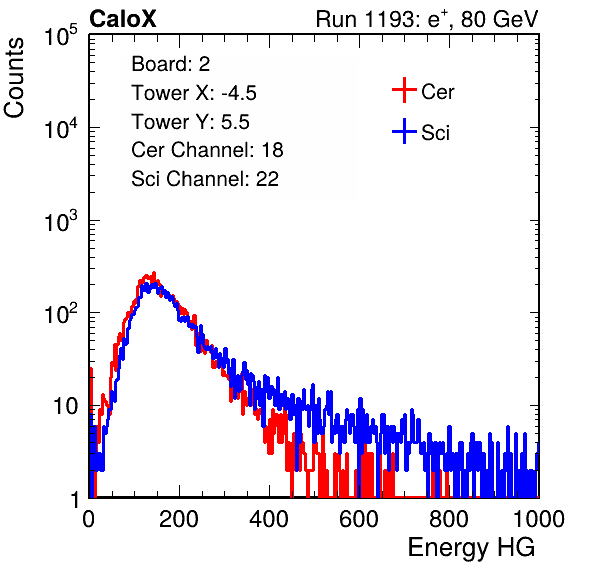 CaloX Run 1193: e⁺, 80 GeV
Counts
10⁵
10⁴
10³
10²
10
1
Board: 2
Tower X: -4.5
Tower Y: 5.5
Cer Channel: 18
Sci Channel: 22
Cer
Sci
0 200 400 600 800 1000
Energy HG